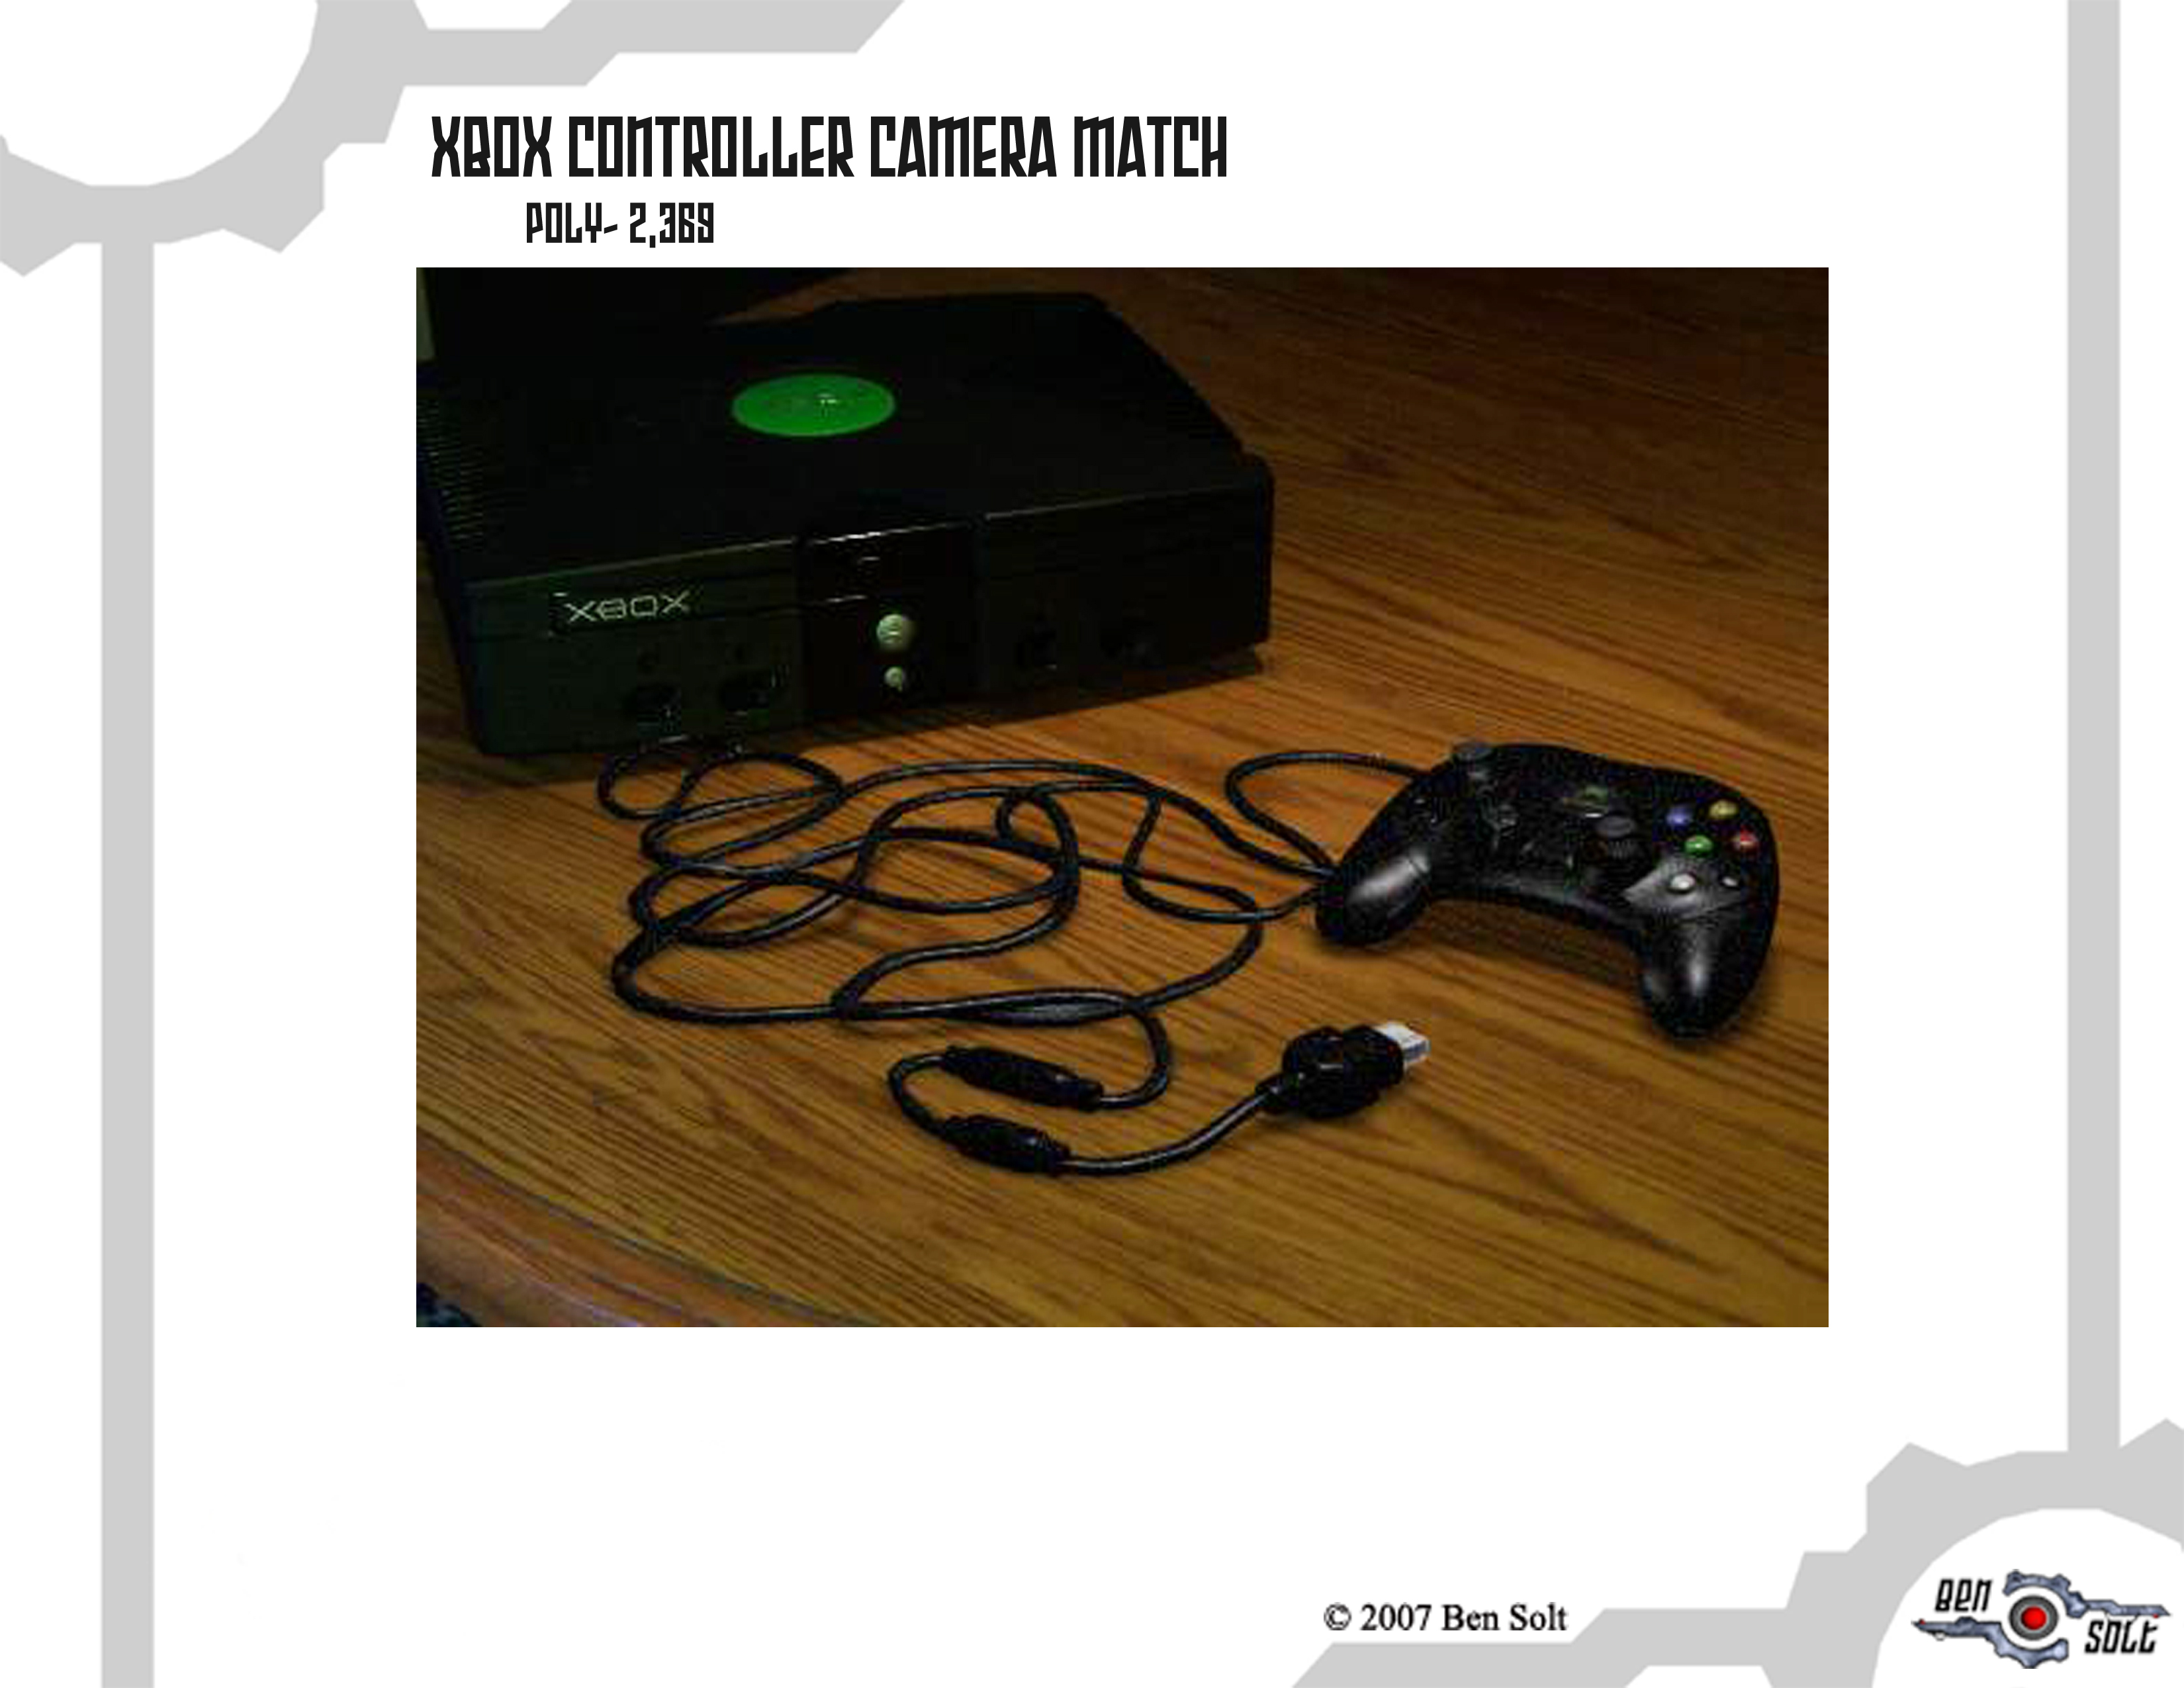 XBOX CONTROLLER CAMERA MATCH
POLY- 2,369
XBOX
© 2007 Ben Solt
BEN
SOLT